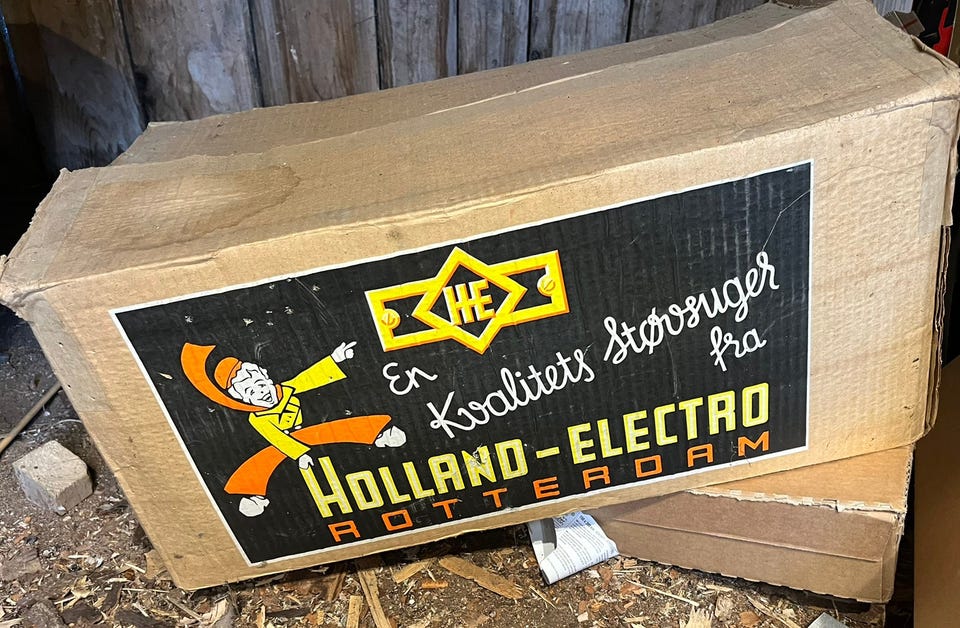 HE
En
Kvalitets Støvsuger
fra
HOLLAND-ELECTRO
ROTTERDAM